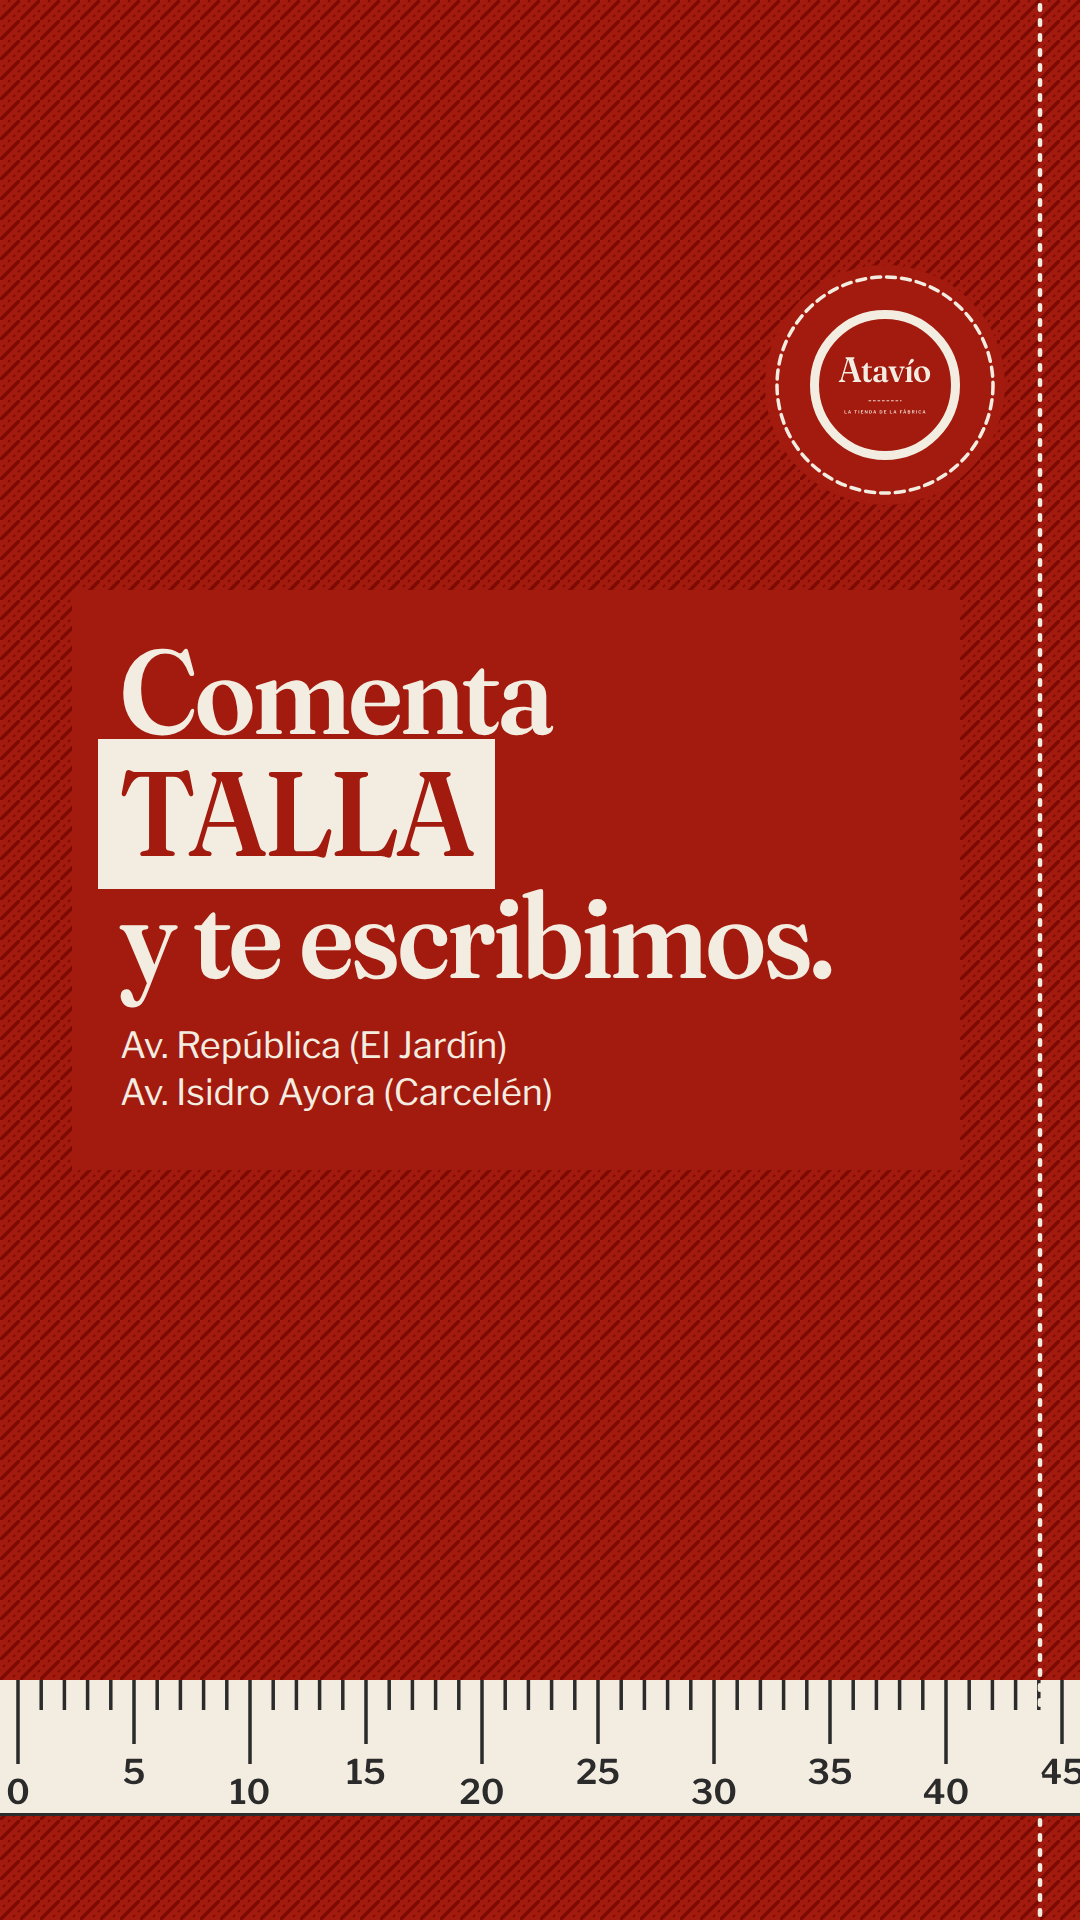 Atavío
LA TIENDA DE LA FÁBRICA
Comenta
TALLA
y te escribimos.
Av. República (El Jardín)
Av. Isidro Ayora (Carcelén)
0 5 10 15 20 25 30 35 40 45